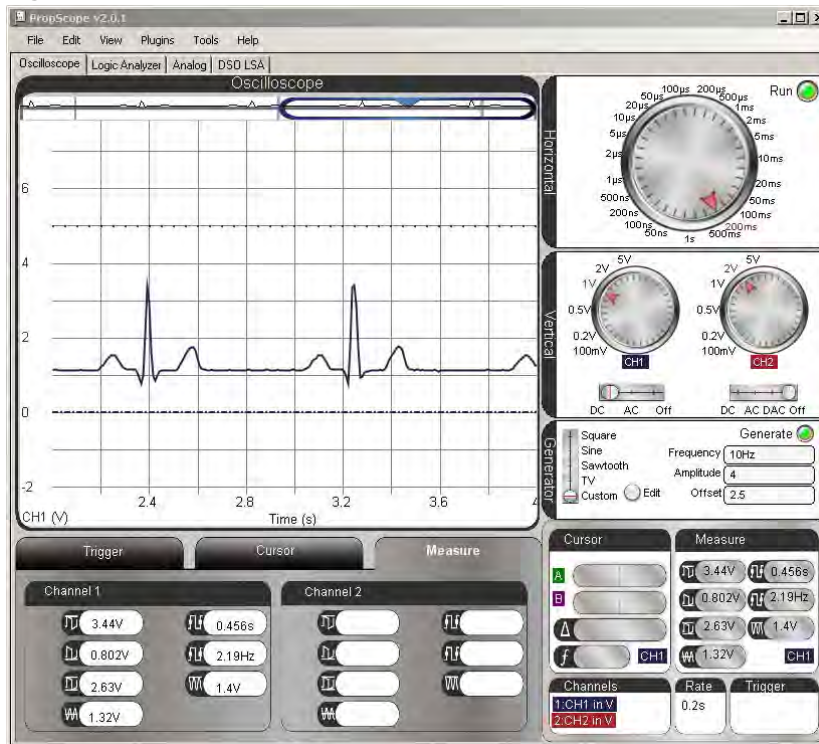 PropScope v2.0.1
File Edit View Plugins Tools Help
Oscilloscope Logic Analyzer Analog DSO LSA
Oscilloscope
6
4
2
0
-2
2.4 2.8 3.2 3.6
CH1 (V)
Time (s)
Horizontal
Run
50µs 100µs 200µs 500µs
20µs 1ms
10µs 2ms
5µs 5ms
2µs 10ms
1µs 20ms
500ns 50ms
200ns 100ms
100ns 200ms
50ns 1s 500ms
Vertical
5V 5V
2V 2V
1V 1V
0.5V 0.5V
0.2V 0.2V
100mV 100mV
CH1 CH2
DC AC Off DC AC DAC Off
Generator
Square
Sine
Sawtooth
TV
Custom Edit
Generate
Frequency 10Hz
Amplitude 4
Offset 2.5
Trigger Cursor Measure
Channel 1
3.44V 0.456s
0.802V 2.19Hz
2.63V 1.4V
1.32V
Channel 2
Cursor
A
B
Δ
f CH1
Measure
3.44V 0.456s
0.802V 2.19Hz
2.63V 1.4V
1.32V CH1
Channels
1:CH1 in V
2:CH2 in V
Rate
0.2s
Trigger